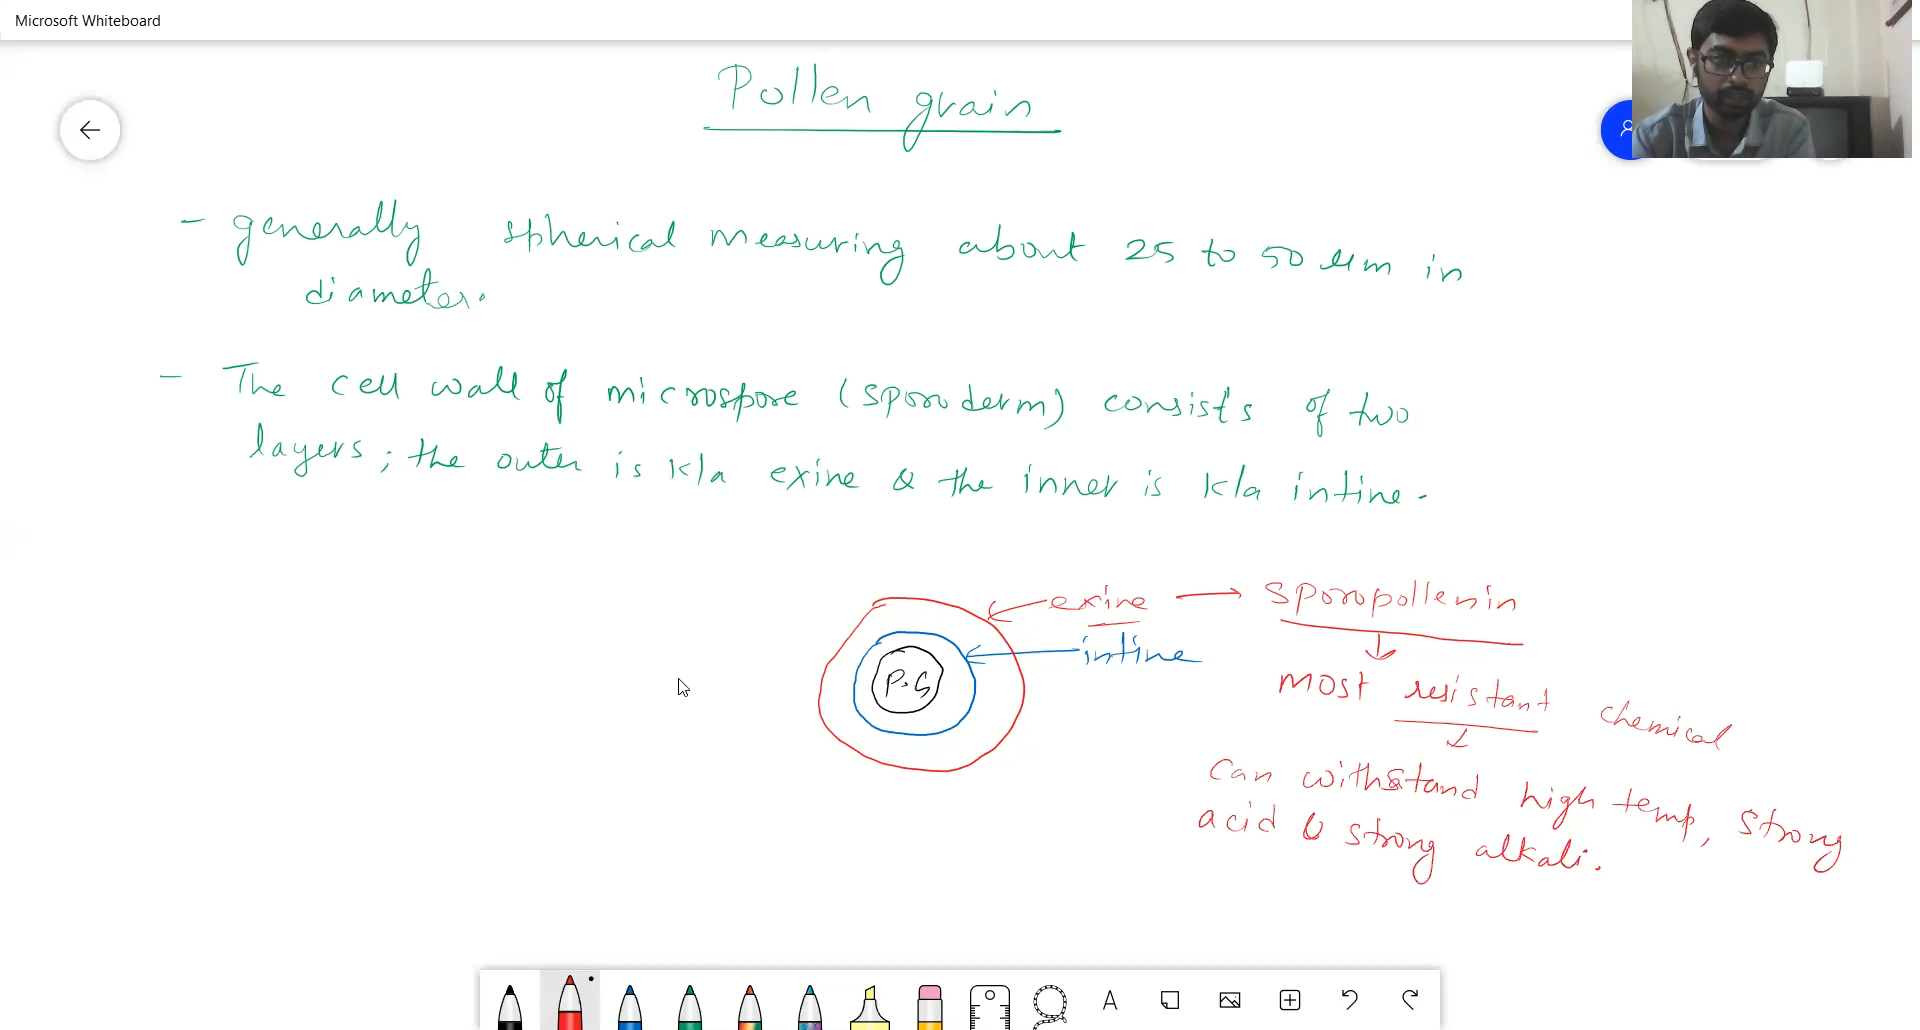 Microsoft Whiteboard
Pollen grain
- generally spherical measuring about 25 to 50 µm in
diameter.
- The cell wall of microspore (sporoderm) consists of two
layers; the outer is k/a exine & the inner is k/a intine.
exine → sporopollenin
intine
P.G
most resistant chemical
can withstand high temp, strong
acid & strong alkali.
A